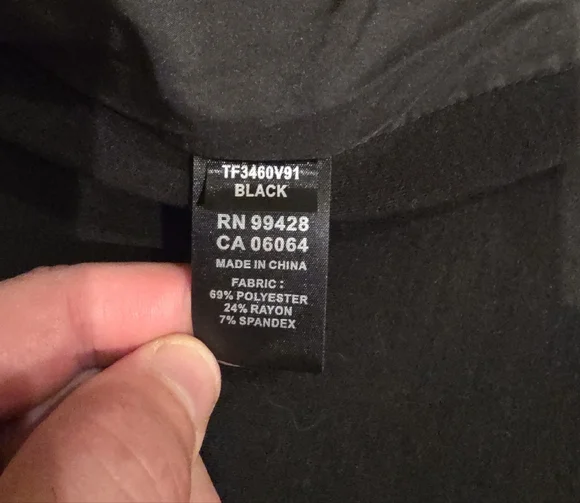 TF3460V91
BLACK
RN 99428
CA 06064
MADE IN CHINA
FABRIC :
69% POLYESTER
24% RAYON
7% SPANDEX